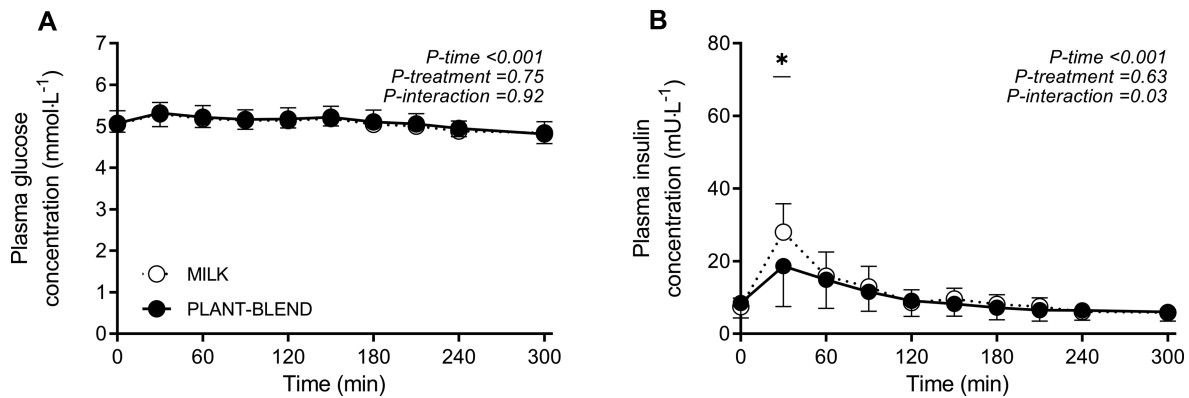 A
Plasma glucose
concentration (mmol·L⁻¹)
7
6
5
4
3
2
1
0
P-time <0.001
P-treatment =0.75
P-interaction =0.92
MILK
PLANT-BLEND
0 60 120 180 240 300
Time (min)
B
Plasma insulin
concentration (mU·L⁻¹)
80
60
40
20
0
*
P-time <0.001
P-treatment =0.63
P-interaction =0.03
0 60 120 180 240 300
Time (min)